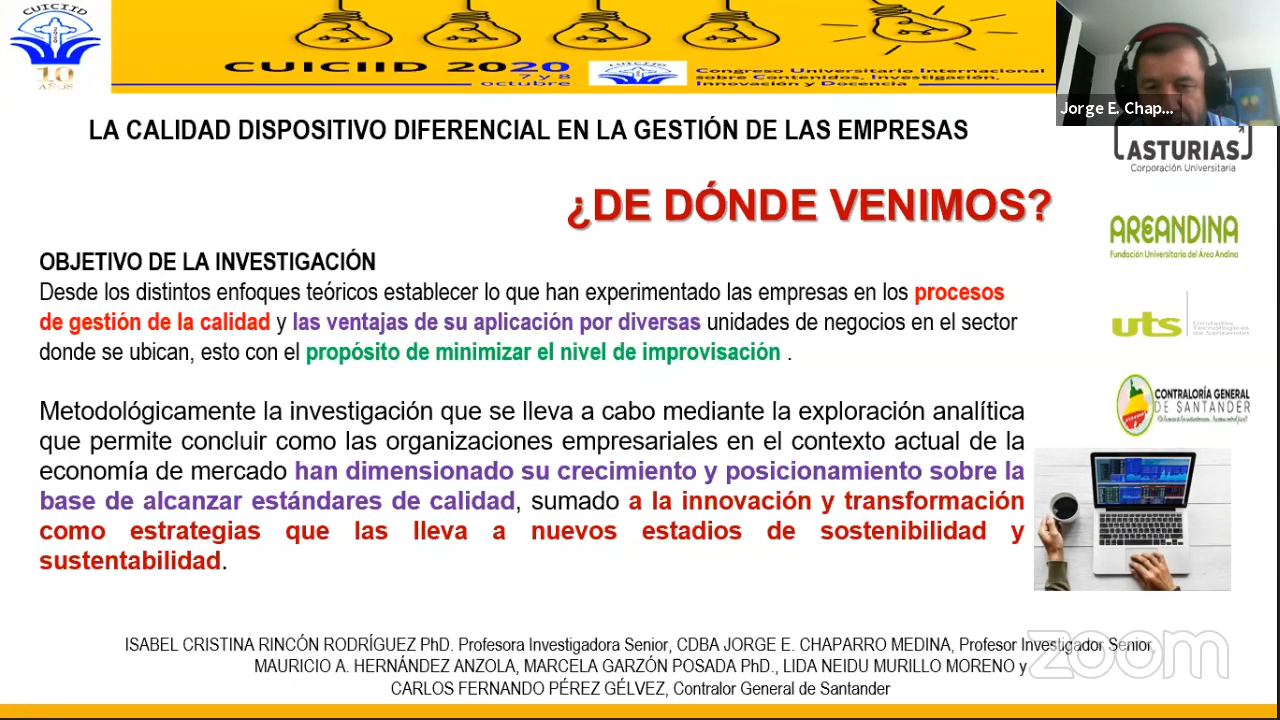 CUICIID
10
AÑOS
CUICIID 2020
7 y 8
octubre
CUICIID
Congreso Universitario Internacional
sobre Contenidos, Investigación,
Innovación y Docencia
Jorge E. Chap...
LA CALIDAD DISPOSITIVO DIFERENCIAL EN LA GESTIÓN DE LAS EMPRESAS
ASTURIAS
Corporación Universitaria
¿DE DÓNDE VENIMOS?
AREANDINA
Fundación Universitaria del Área Andina
OBJETIVO DE LA INVESTIGACIÓN
Desde los distintos enfoques teóricos establecer lo que han experimentado las empresas en los procesos
de gestión de la calidad y las ventajas de su aplicación por diversas unidades de negocios en el sector
donde se ubican, esto con el propósito de minimizar el nivel de improvisación .
uts
Unidades
Tecnológicas
de Santander
CONTRALORÍA GENERAL
DE SANTANDER
Metodológicamente la investigación que se lleva a cabo mediante la exploración analítica
que permite concluir como las organizaciones empresariales en el contexto actual de la
economía de mercado han dimensionado su crecimiento y posicionamiento sobre la
base de alcanzar estándares de calidad, sumado a la innovación y transformación
como estrategias que las lleva a nuevos estadios de sostenibilidad y
sustentabilidad.
ISABEL CRISTINA RINCÓN RODRÍGUEZ PhD. Profesora Investigadora Senior, CDBA JORGE E. CHAPARRO MEDINA, Profesor Investigador Senior,
MAURICIO A. HERNÁNDEZ ANZOLA, MARCELA GARZÓN POSADA PhD., LIDA NEIDU MURILLO MORENO y
CARLOS FERNANDO PÉREZ GÉLVEZ, Contralor General de Santander
zoom